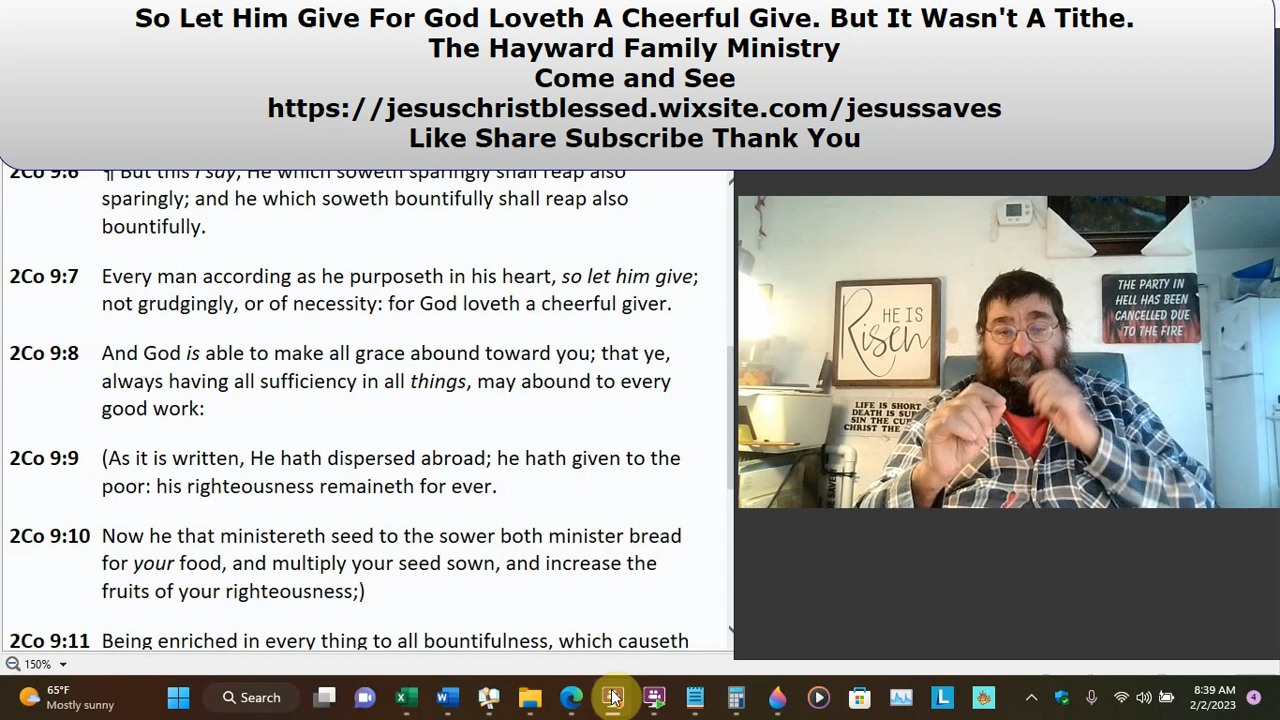 So Let Him Give For God Loveth A Cheerful Give. But It Wasn't A Tithe.
The Hayward Family Ministry
Come and See
https://jesuschristblessed.wixsite.com/jesussaves
Like Share Subscribe Thank You
2Co 9:6 ¶ But this I say, He which soweth sparingly shall reap also
sparingly; and he which soweth bountifully shall reap also
bountifully.
2Co 9:7 Every man according as he purposeth in his heart, so let him give;
not grudgingly, or of necessity: for God loveth a cheerful giver.
2Co 9:8 And God is able to make all grace abound toward you; that ye,
always having all sufficiency in all things, may abound to every
good work:
2Co 9:9 (As it is written, He hath dispersed abroad; he hath given to the
poor: his righteousness remaineth for ever.
2Co 9:10 Now he that ministereth seed to the sower both minister bread
for your food, and multiply your seed sown, and increase the
fruits of your righteousness;)
2Co 9:11 Being enriched in every thing to all bountifulness, which causeth
150%
HE IS
Risen
THE PARTY IN
HELL HAS BEEN
CANCELLED DUE
TO THE FIRE
LIFE IS SHORT
DEATH IS
SIN THE
CHRIST THE
65°F
Mostly sunny
Search
L
8:39 AM
2/2/2023
4